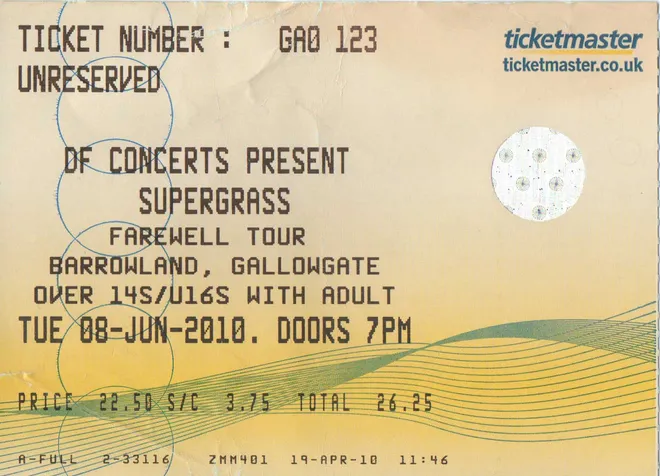 TICKET NUMBER : GA0 123
ticketmaster
UNRESERVED
ticketmaster.co.uk
DF CONCERTS PRESENT
SUPERGRASS
FAREWELL TOUR
BARROWLAND, GALLOWGATE
OVER 14S/U16S WITH ADULT
TUE 08-JUN-2010. DOORS 7PM
PRICE 22.50 S/C 3.75 TOTAL 26.25
A-FULL 2-33116 ZMM401 19-APR-10 11:46